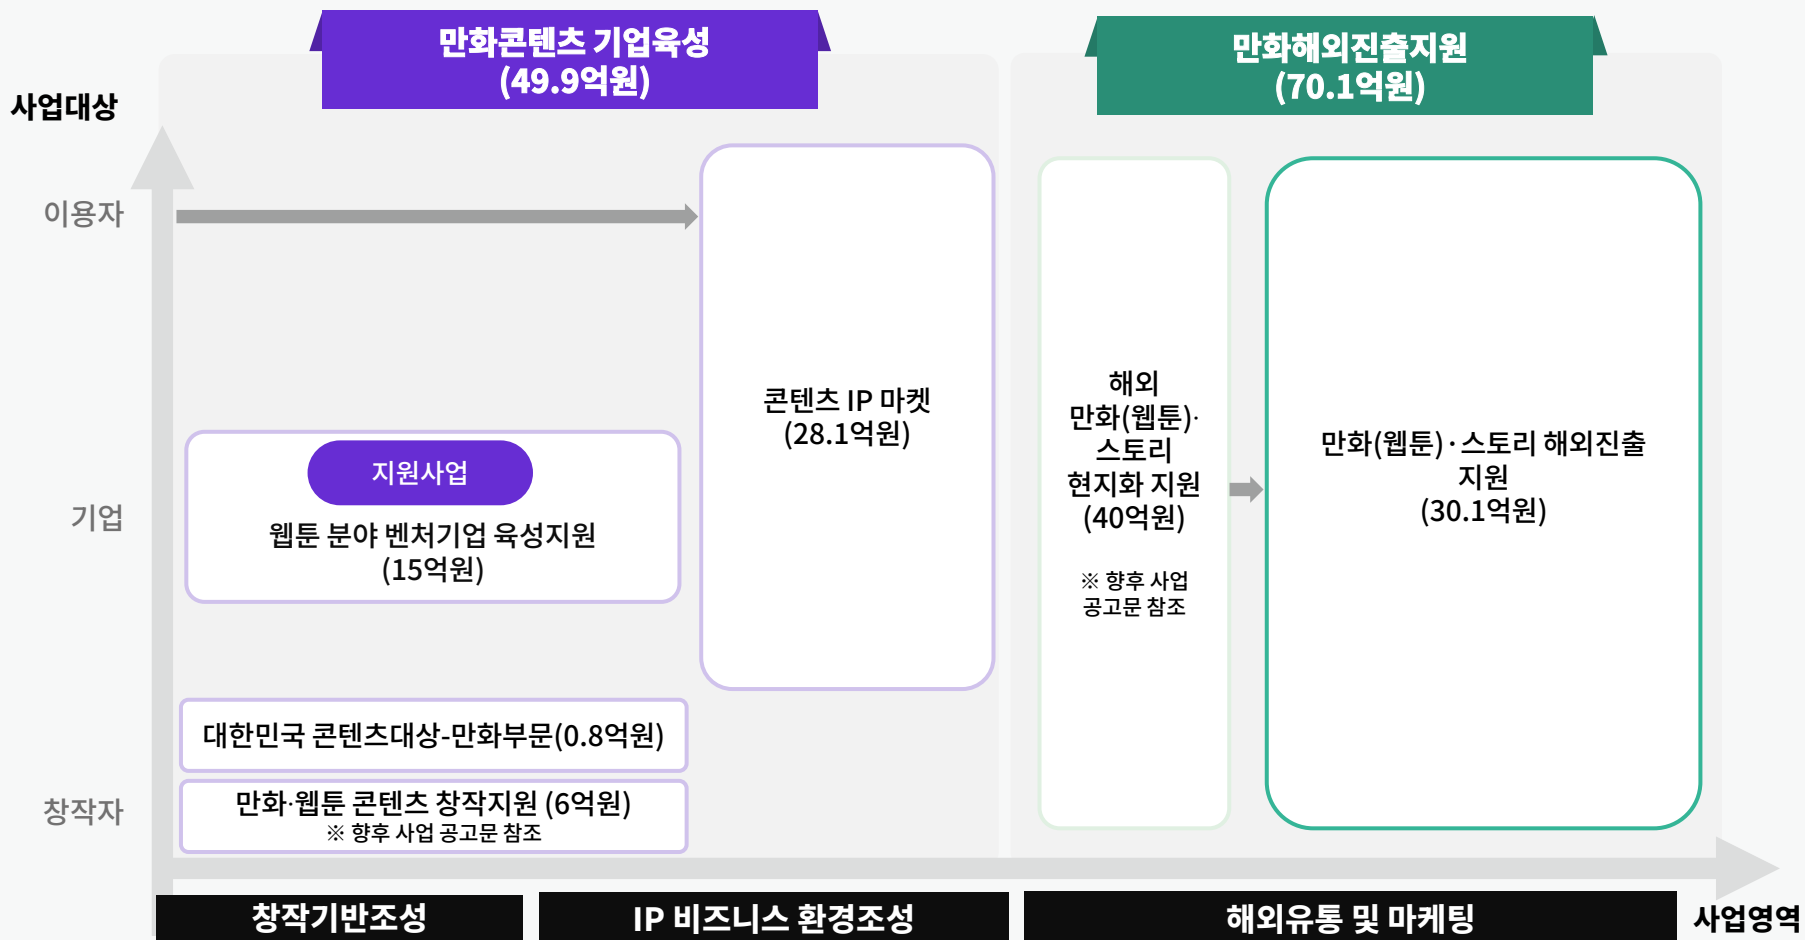 만화콘텐츠 기업육성
(49.9억원)
만화해외진출지원
(70.1억원)
사업대상
이용자
기업
창작자
콘텐츠 IP 마켓
(28.1억원)
지원사업
웹툰 분야 벤처기업 육성지원
(15억원)
대한민국 콘텐츠대상-만화부문(0.8억원)
만화·웹툰 콘텐츠 창작지원 (6억원)
※ 향후 사업 공고문 참조
해외
만화(웹툰)·
스토리
현지화 지원
(40억원)
※ 향후 사업
공고문 참조
만화(웹툰)·스토리 해외진출
지원
(30.1억원)
창작기반조성
IP 비즈니스 환경조성
해외유통 및 마케팅
사업영역